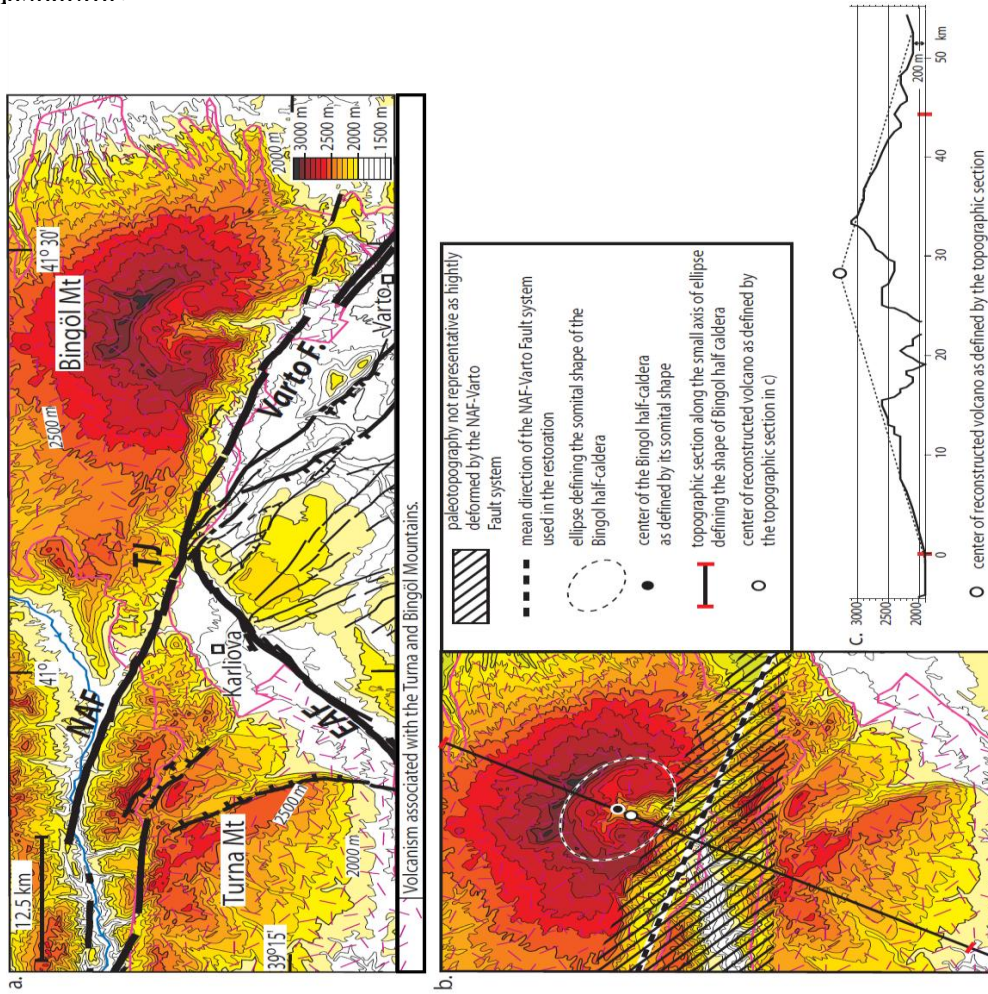 a.
12.5 km
NAF
41°
TJ
2500 m
Bingöl Mt
41° 30'
2000 m
3000 m
2500 m
2000 m
1500 m
Turna Mt
2500 m
2000 m
39°15'
Karliova
EAF
Varto F.
Varto
Volcanism associated with the Turna and Bingöl Mountains.
b.
paleotopography not representative as hightly
deformed by the NAF-Varto
Fault system
mean direction of the NAF-Varto Fault system
used in the restoration
ellipse defining the somital shape of the
Bingol half-caldera
center of the Bingol half-caldera
as defined by its somital shape
topographic section along the small axis of ellipse
defining the shape of Bingol half caldera
center of reconstructed volcano as defined by
the topographic section in c)
C.
3000
2500
2000
0
10
20
30
40
50
km
200 m
center of reconstructed volcano as defined by the topographic section